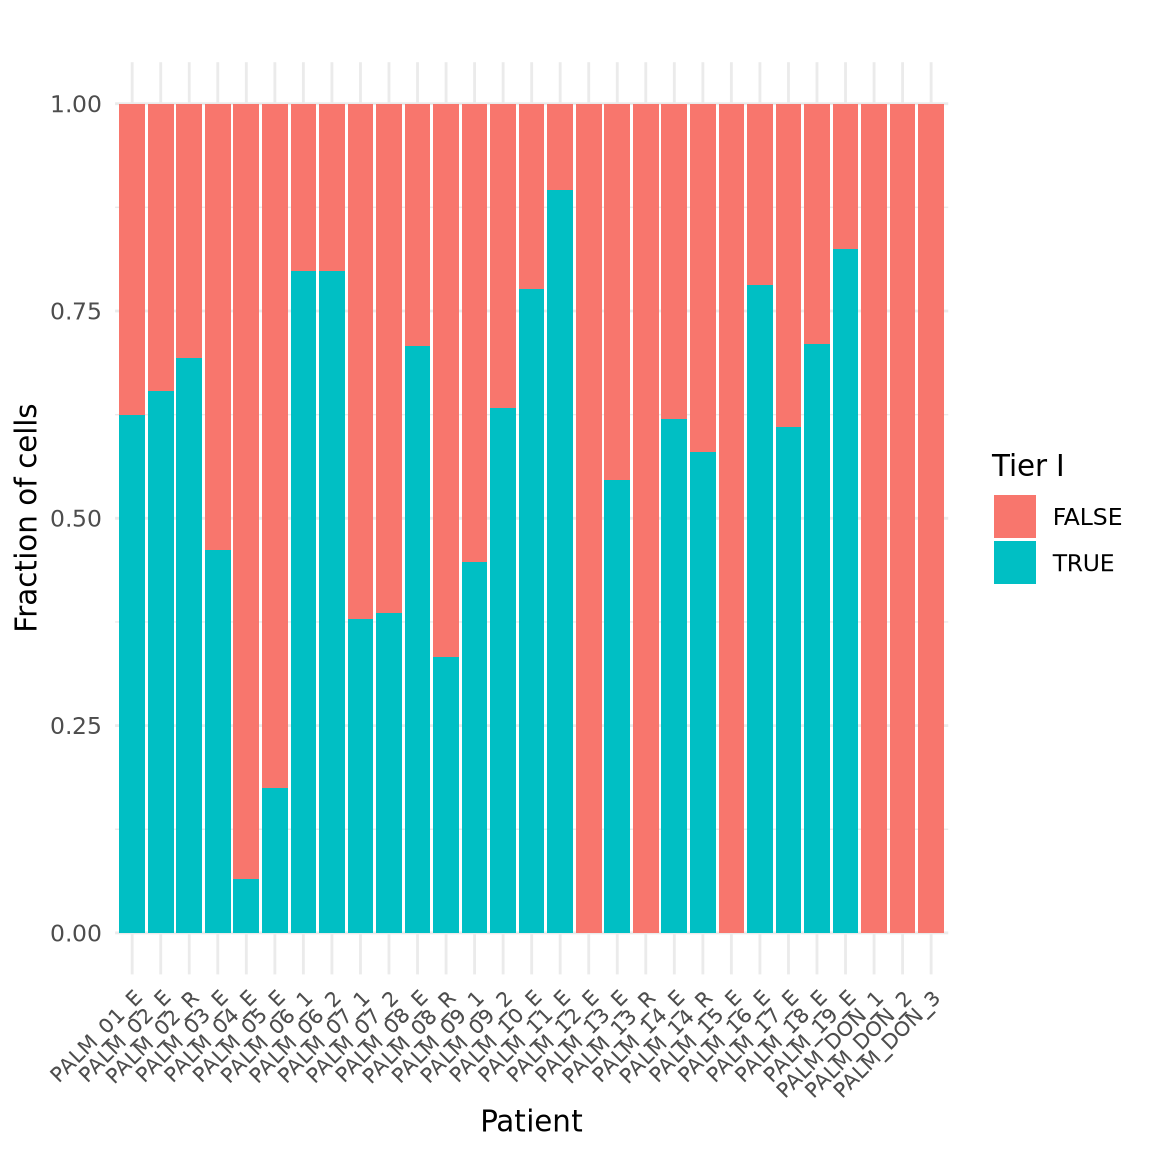 1.00
0.75
0.50
0.25
0.00
Fraction of cells
PALM_01_E
PALM_02_E
PALM_02_R
PALM_03_E
PALM_04_E
PALM_05_E
PALM_06_1
PALM_06_2
PALM_07_1
PALM_07_2
PALM_08_E
PALM_08_R
PALM_09_1
PALM_09_2
PALM_10_E
PALM_11_E
PALM_12_E
PALM_13_E
PALM_13_R
PALM_14_E
PALM_14_R
PALM_15_E
PALM_16_E
PALM_17_E
PALM_18_E
PALM_19_E
PALM_DON_1
PALM_DON_2
PALM_DON_3
Patient
Tier I
FALSE
TRUE